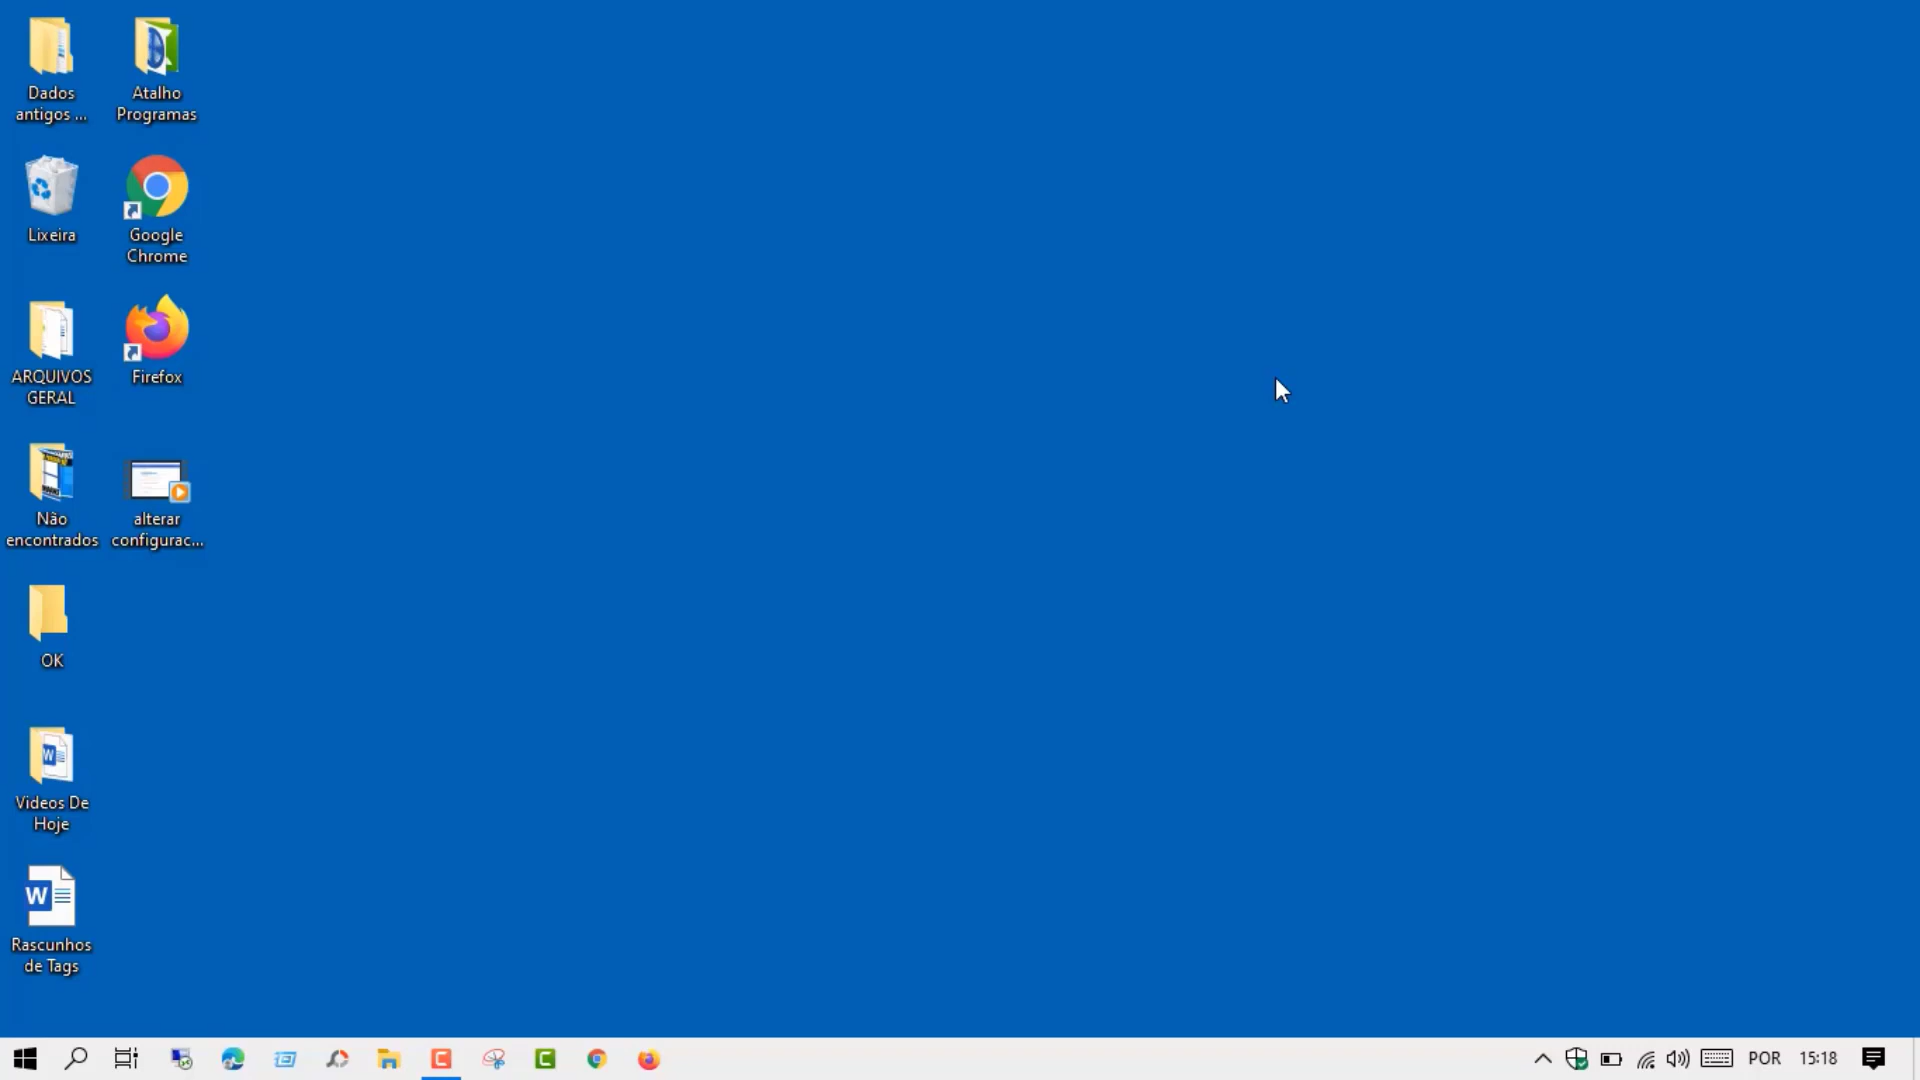 Dados
antigos ...
Atalho
Programas
Lixeira
Google
Chrome
ARQUIVOS
GERAL
Firefox
Não
encontrados
alterar
configurac...
OK
Videos De
Hoje
W
Rascunhos
de Tags
POR
15:18